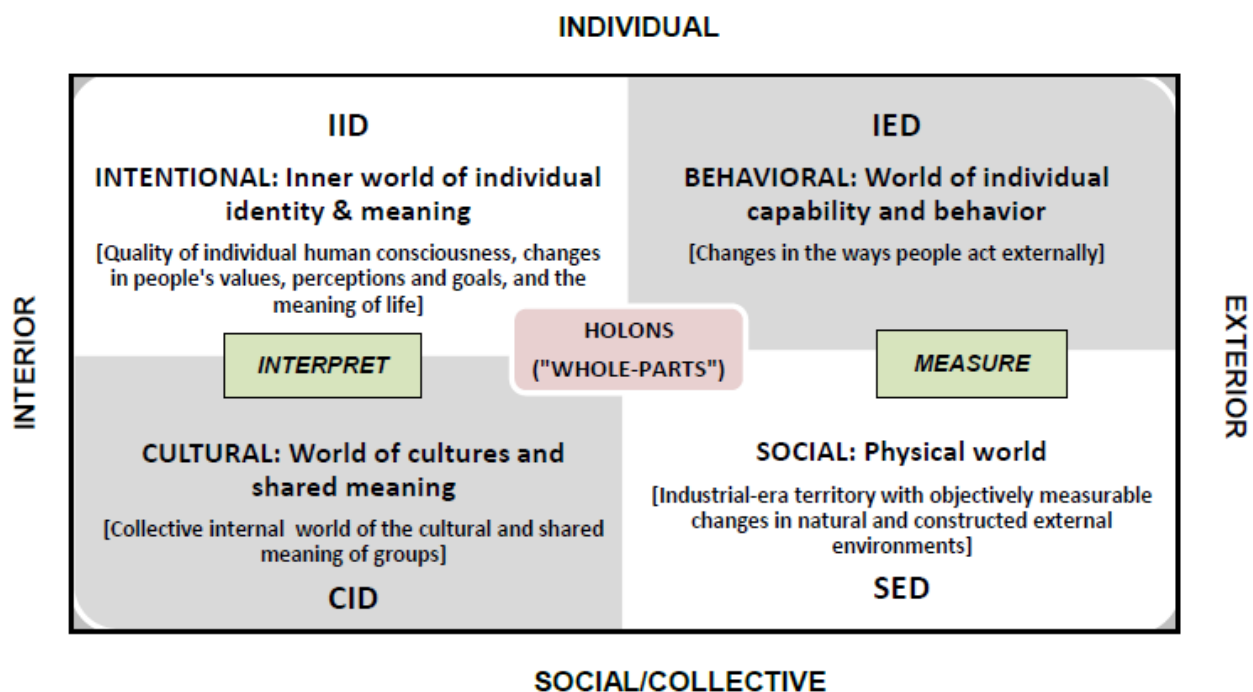 INDIVIDUAL
IID
INTENTIONAL: Inner world of individual
identity & meaning
[Quality of individual human consciousness, changes
in people's values, perceptions and goals, and the
meaning of life]
IED
BEHAVIORAL: World of individual
capability and behavior
[Changes in the ways people act externally]
INTERIOR
INTERPRET
HOLONS
("WHOLE-PARTS")
MEASURE
EXTERIOR
CULTURAL: World of cultures and
shared meaning
[Collective internal world of the cultural and shared
meaning of groups]
CID
SOCIAL: Physical world
[Industrial-era territory with objectively measurable
changes in natural and constructed external
environments]
SED
SOCIAL/COLLECTIVE